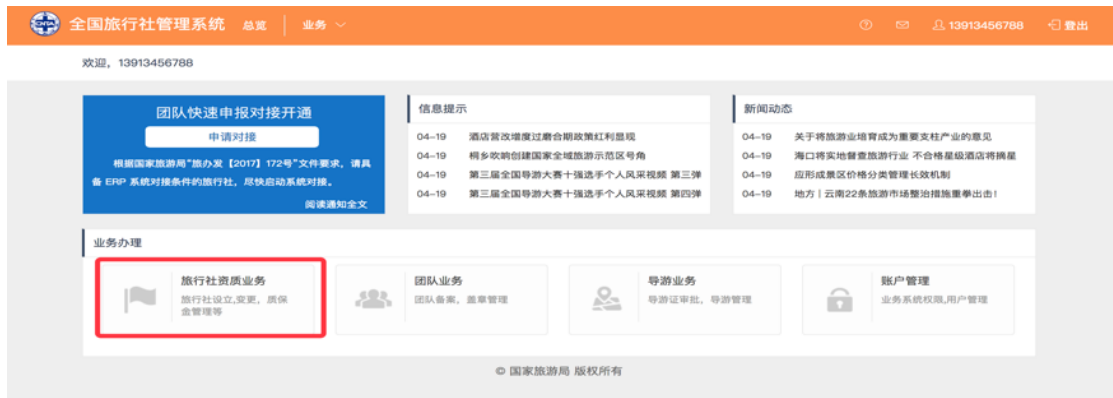 全国旅行社管理系统 总览 业务
13913456788 登出
欢迎，13913456788
团队快速申报对接开通
申请对接
根据国家旅游局"旅办发【2017】172号"文件要求，请具
备 ERP 系统对接条件的旅行社，尽快启动系统对接。
阅读通知全文
信息提示
04-19 酒店营改增度过磨合期政策红利显现
04-19 桐乡吹响创建国家全域旅游示范区号角
04-19 第三届全国导游大赛十强选手个人风采视频 第三弹
04-19 第三届全国导游大赛十强选手个人风采视频 第四弹
新闻动态
04-19 关于将旅游业培育成为重要支柱产业的意见
04-19 海口将实地督查旅游行业 不合格星级酒店将摘星
04-19 应形成景区价格分类管理长效机制
04-19 地方丨云南22条旅游市场整治措施重拳出击！
业务办理
旅行社资质业务
旅行社设立,变更，质保
金管理等
团队业务
团队备案，盖章管理
导游业务
导游证审批，导游管理
账户管理
业务系统权限,用户管理
© 国家旅游局 版权所有